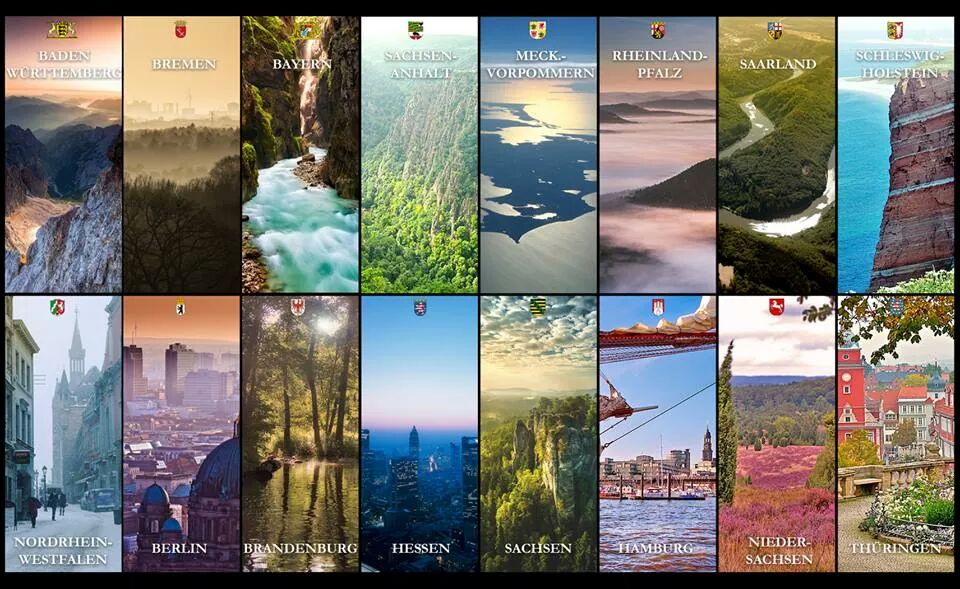 BADEN
WÜRTTEMBERG
BREMEN
BAYERN
SACHSEN-
ANHALT
MECK.-
VORPOMMERN
RHEINLAND-
PFALZ
SAARLAND
SCHLESWIG-
HOLSTEIN
NORDRHEIN-
WESTFALEN
BERLIN
BRANDENBURG
HESSEN
SACHSEN
HAMBURG
NIEDER-
SACHSEN
THÜRINGEN